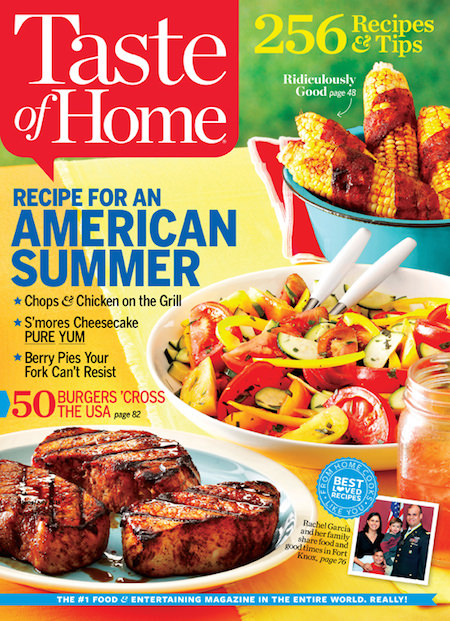 Taste
of Home
256 Recipes
& Tips
Ridiculously
Good page 48
RECIPE FOR AN
AMERICAN
SUMMER
★ Chops & Chicken on the Grill
★ S'mores Cheesecake
PURE YUM
★ Berry Pies Your
Fork Can't Resist
50 BURGERS 'CROSS
THE USA page 82
FROM HOME COOKS
BEST
LOVED
RECIPES
LIKE YOU
Rachel Garcia
and her family
share food and
good times in Fort
Knox, page 76
THE #1 FOOD & ENTERTAINING MAGAZINE IN THE ENTIRE WORLD. REALLY!